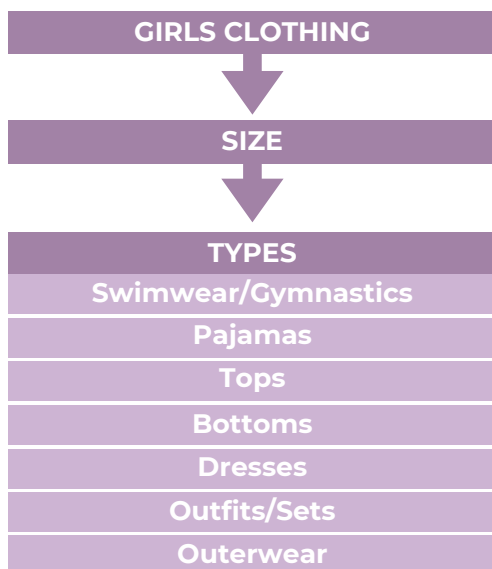 GIRLS CLOTHING
SIZE
TYPES
Swimwear/Gymnastics
Pajamas
Tops
Bottoms
Dresses
Outfits/Sets
Outerwear